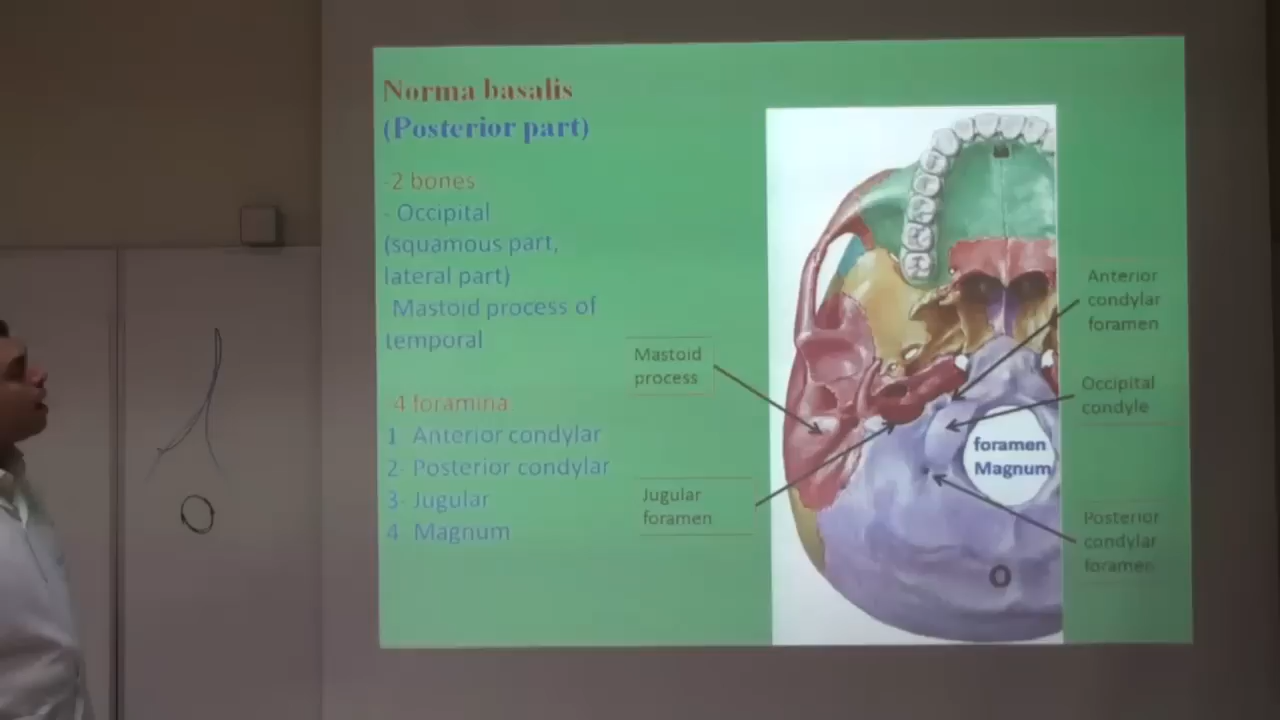 Norma basalis
(Posterior part)
-2 bones
- Occipital
(squamous part,
lateral part)
Mastoid process of
temporal
4 foramina
1 Anterior condylar
2- Posterior condylar
3- Jugular
4 Magnum
Mastoid
process
Jugular
foramen
Anterior
condylar
foramen
Occipital
condyle
foramen
Magnum
Posterior
condylar
foramen
O